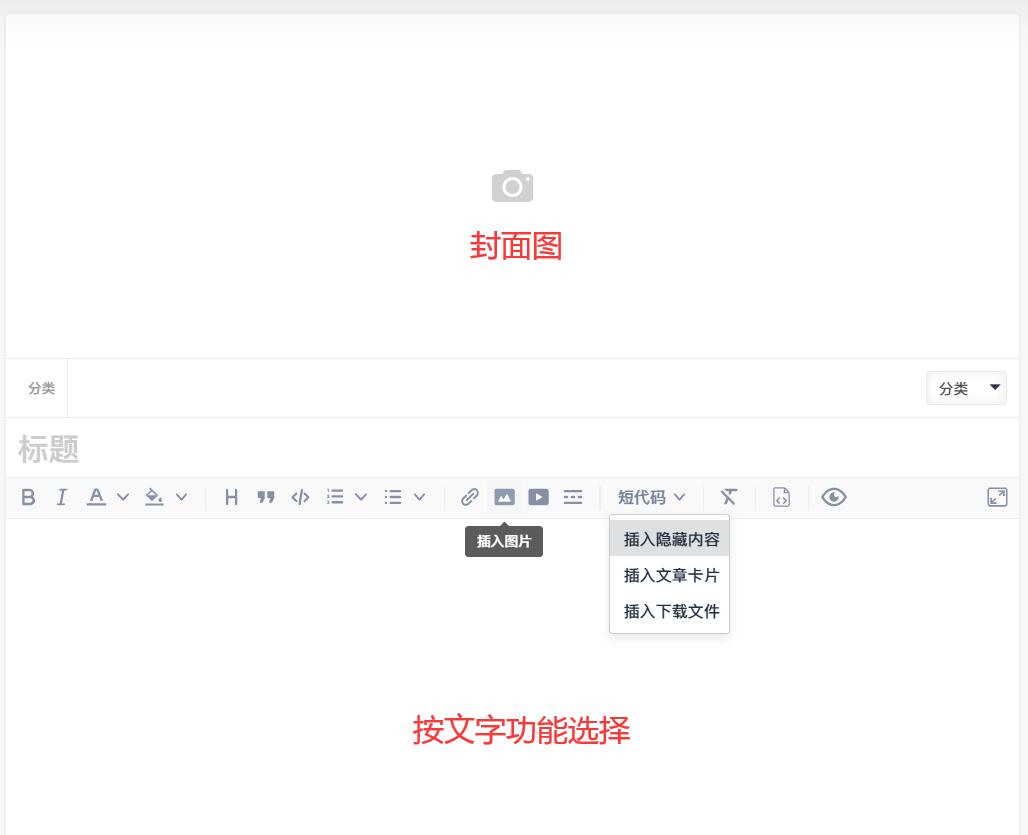 封面图
分类
分类
标题
B I A H 短代码
插入图片
插入隐藏内容
插入文章卡片
插入下载文件
按文字功能选择